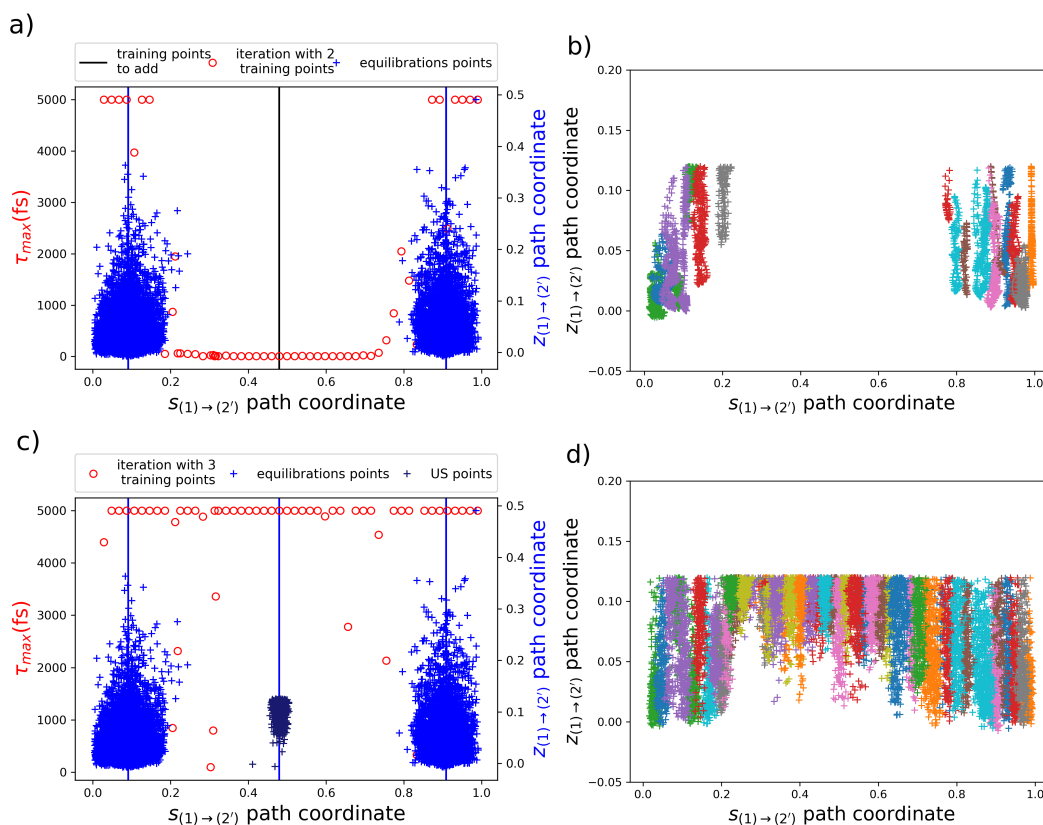 a)
training points
to add
iteration with 2
training points
equilibrations points
5000
4000
3000
2000
1000
0
τmax(fs)
0.5
0.4
0.3
0.2
0.1
0.0
z(1)→(2′) path coordinate
0.0 0.2 0.4 0.6 0.8 1.0
s(1)→(2′) path coordinate
b)
0.20
0.15
0.10
0.05
0.00
−0.05
z(1)→(2′) path coordinate
0.0 0.2 0.4 0.6 0.8 1.0
s(1)→(2′) path coordinate
c)
iteration with 3
training points
equilibrations points
US points
5000
4000
3000
2000
1000
0
τmax(fs)
0.5
0.4
0.3
0.2
0.1
0.0
z(1)→(2′) path coordinate
0.0 0.2 0.4 0.6 0.8 1.0
s(1)→(2′) path coordinate
d)
0.20
0.15
0.10
0.05
0.00
−0.05
z(1)→(2′) path coordinate
0.0 0.2 0.4 0.6 0.8 1.0
s(1)→(2′) path coordinate